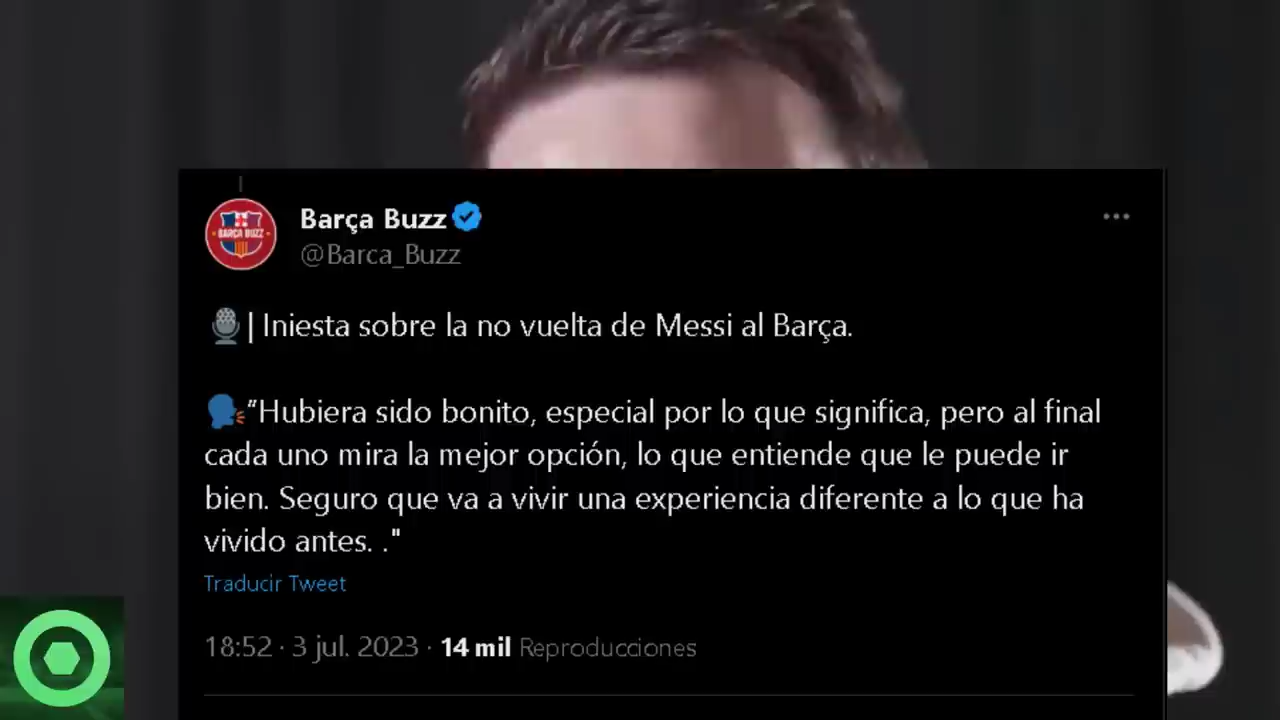 BARÇA BUZZ
Barça Buzz
@Barca_Buzz
| Iniesta sobre la no vuelta de Messi al Barça.
"Hubiera sido bonito, especial por lo que significa, pero al final
cada uno mira la mejor opción, lo que entiende que le puede ir
bien. Seguro que va a vivir una experiencia diferente a lo que ha
vivido antes. ."
Traducir Tweet
18:52 · 3 jul. 2023 · 14 mil Reproducciones